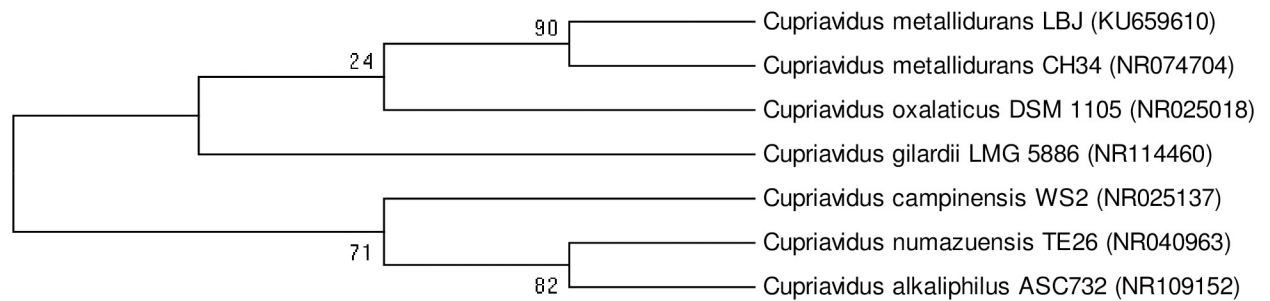 90
Cupriavidus metallidurans LBJ (KU659610)
24
Cupriavidus metallidurans CH34 (NR074704)
Cupriavidus oxalaticus DSM 1105 (NR025018)
Cupriavidus gilardii LMG 5886 (NR114460)
Cupriavidus campinensis WS2 (NR025137)
71
Cupriavidus numazuensis TE26 (NR040963)
82
Cupriavidus alkaliphilus ASC732 (NR109152)